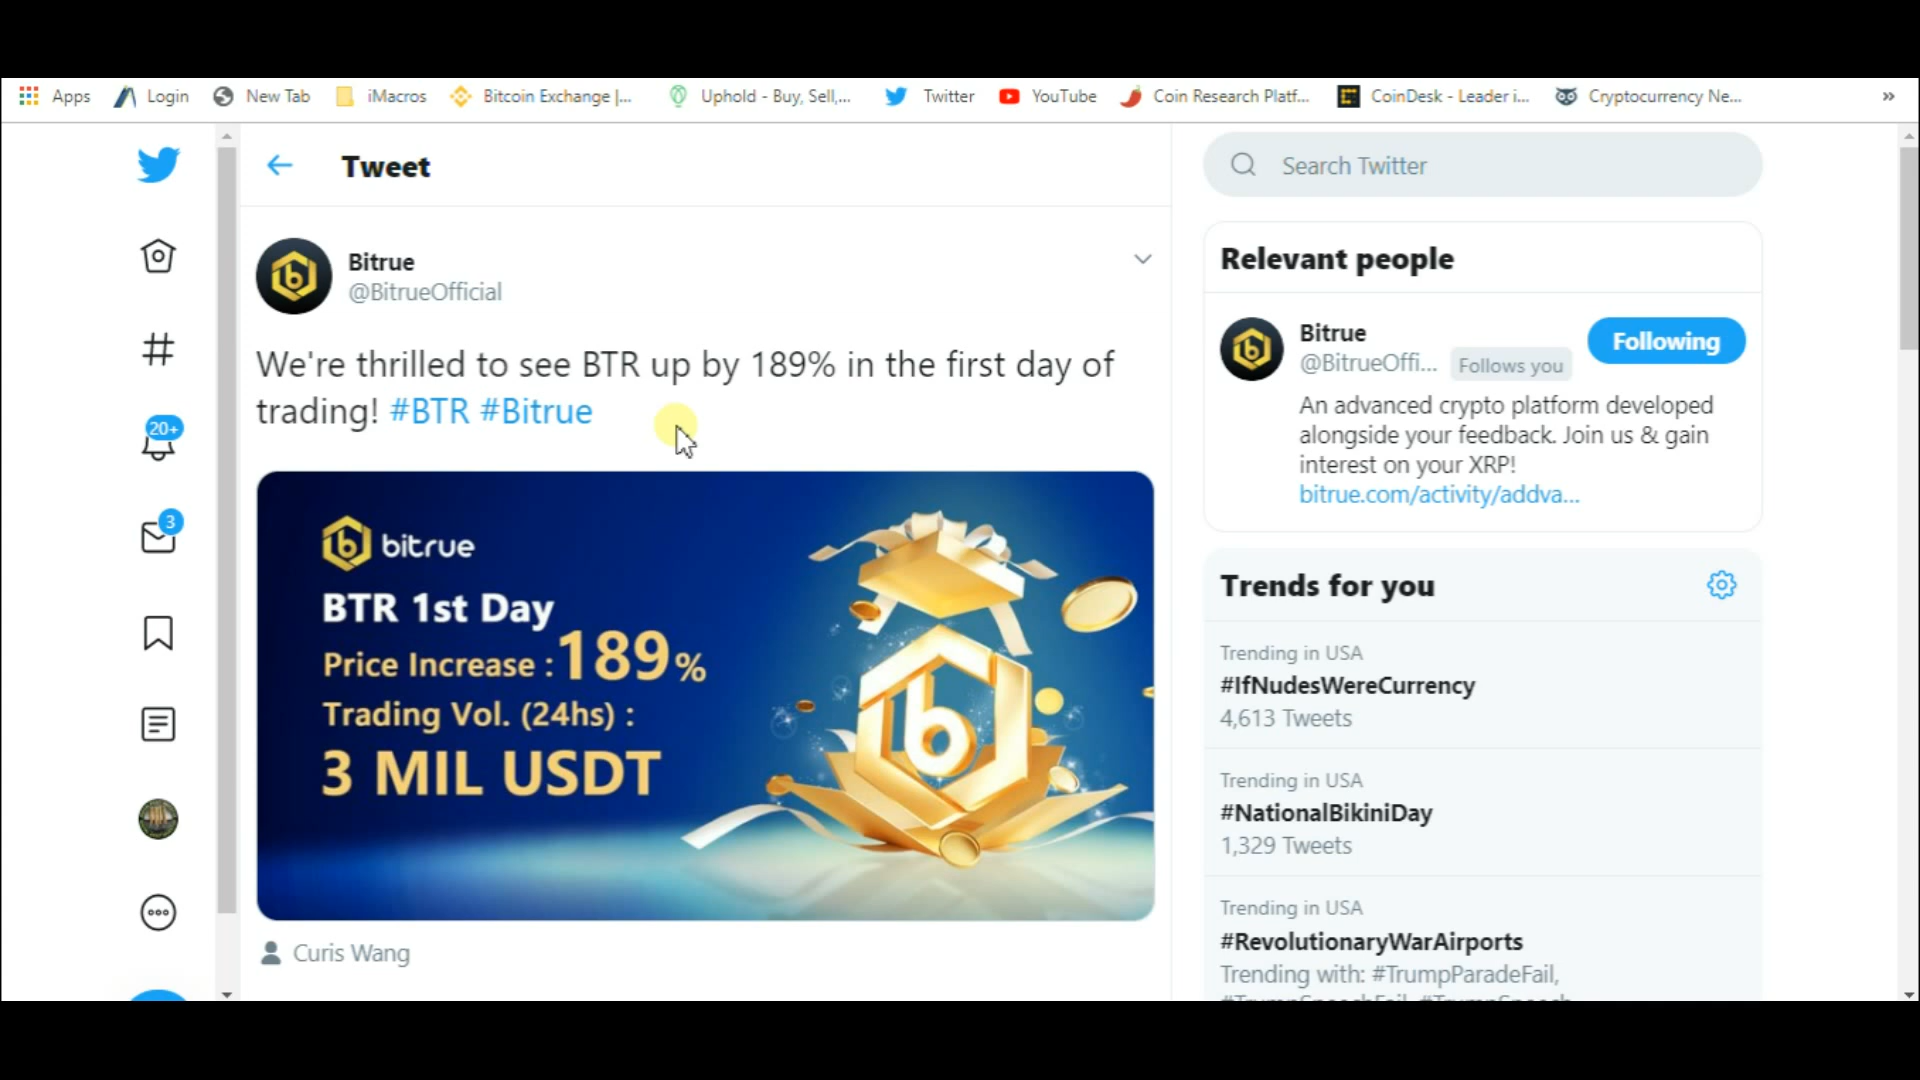 Apps Login New Tab iMacros Bitcoin Exchange |... Uphold - Buy, Sell,... Twitter YouTube Coin Research Platf... CoinDesk - Leader i... Cryptocurrency Ne... »
Tweet
Bitrue
@BitrueOfficial
We're thrilled to see BTR up by 189% in the first day of
trading! #BTR #Bitrue
bitrue
BTR 1st Day
Price Increase : 189%
Trading Vol. (24hs) :
3 MIL USDT
Curis Wang
20+
3
Search Twitter
Relevant people
Bitrue
@BitrueOffi... Follows you
Following
An advanced crypto platform developed
alongside your feedback. Join us & gain
interest on your XRP!
bitrue.com/activity/addva...
Trends for you
Trending in USA
#IfNudesWereCurrency
4,613 Tweets
Trending in USA
#NationalBikiniDay
1,329 Tweets
Trending in USA
#RevolutionaryWarAirports
Trending with: #TrumpParadeFail,